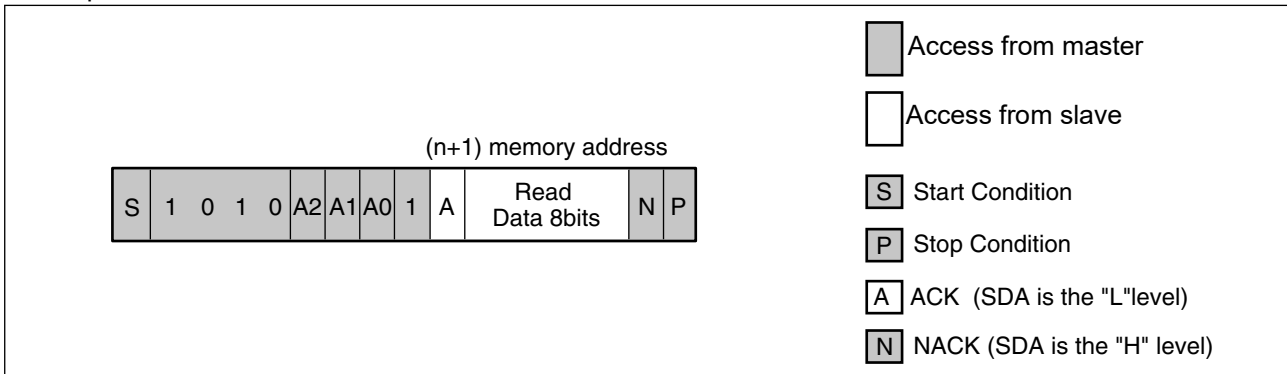 (n+1) memory address
S 1 0 1 0 A2 A1 A0 1 A Read Data 8bits N P
Access from master
Access from slave
S Start Condition
P Stop Condition
A ACK (SDA is the "L"level)
N NACK (SDA is the "H" level)